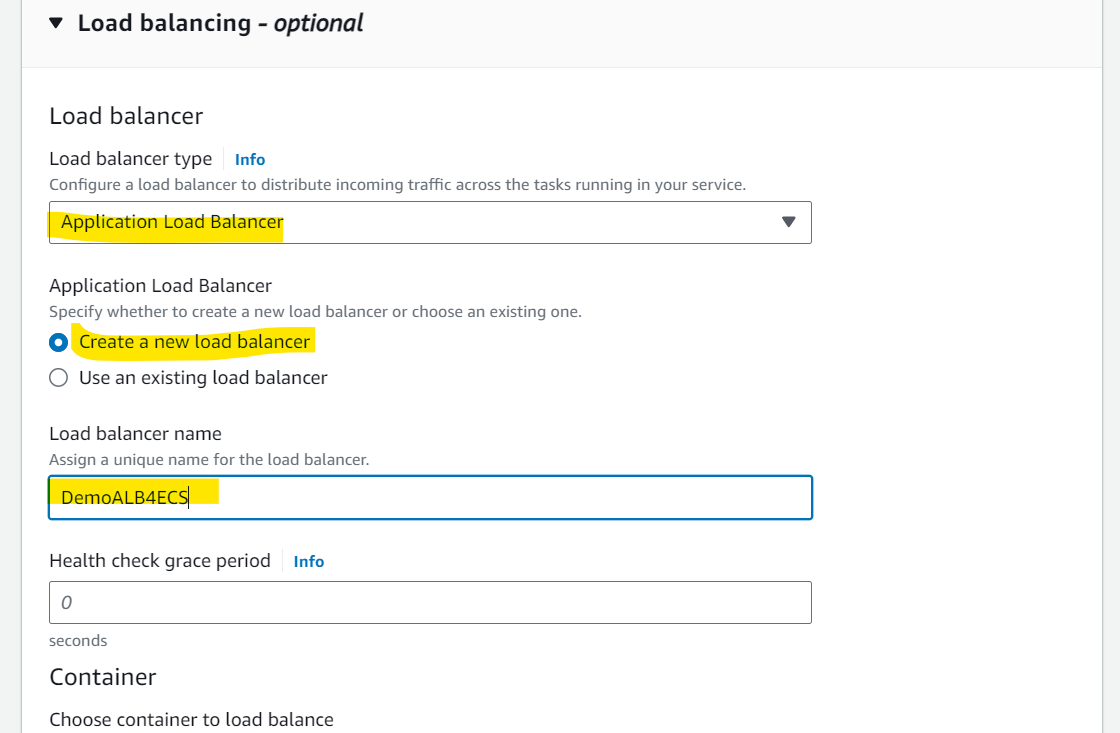 Load balancing - optional
Load balancer
Load balancer type Info
Configure a load balancer to distribute incoming traffic across the tasks running in your service.
Application Load Balancer
Application Load Balancer
Specify whether to create a new load balancer or choose an existing one.
Create a new load balancer
Use an existing load balancer
Load balancer name
Assign a unique name for the load balancer.
DemoALB4ECS
Health check grace period Info
0
seconds
Container
Choose container to load balance